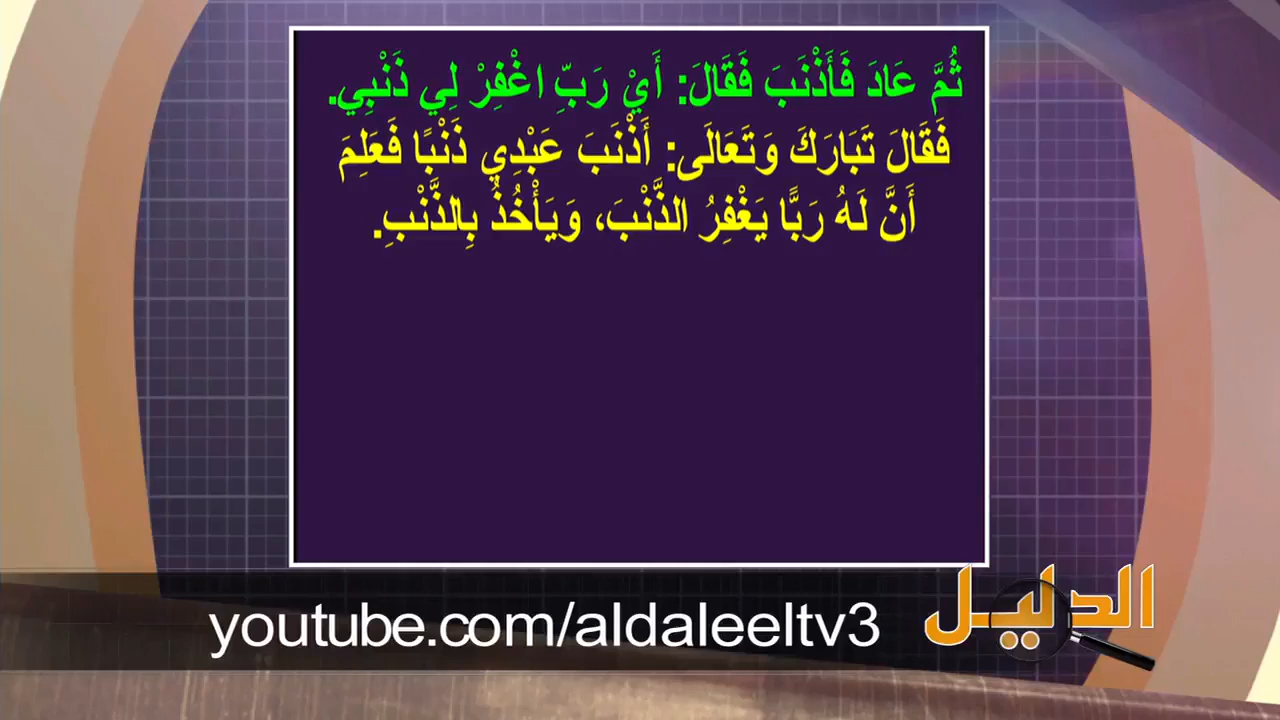 ثُمَّ عَادَ فَأَذْنَبَ فَقَالَ: أَيْ رَبِّ اغْفِرْ لِي ذَنْبِي.
فَقَالَ تَبَارَكَ وَتَعَالَى: أَذْنَبَ عَبْدِي ذَنْبًا فَعَلِمَ
أَنَّ لَهُ رَبًّا يَغْفِرُ الذَّنْبَ، وَيَأْخُذُ بِالذَّنْبِ.
الدليل
youtube.com/aldaleeltv3